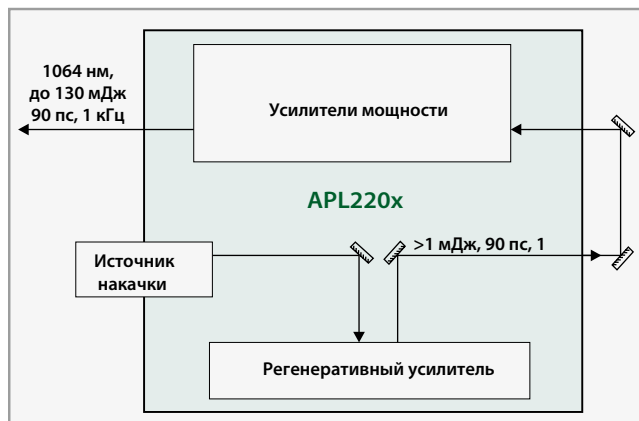 1064 нм,
до 130 мДж
90 пс, 1 кГц
Усилители мощности
APL220x
Источник
накачки
>1 мДж, 90 пс, 1
Регенеративный усилитель